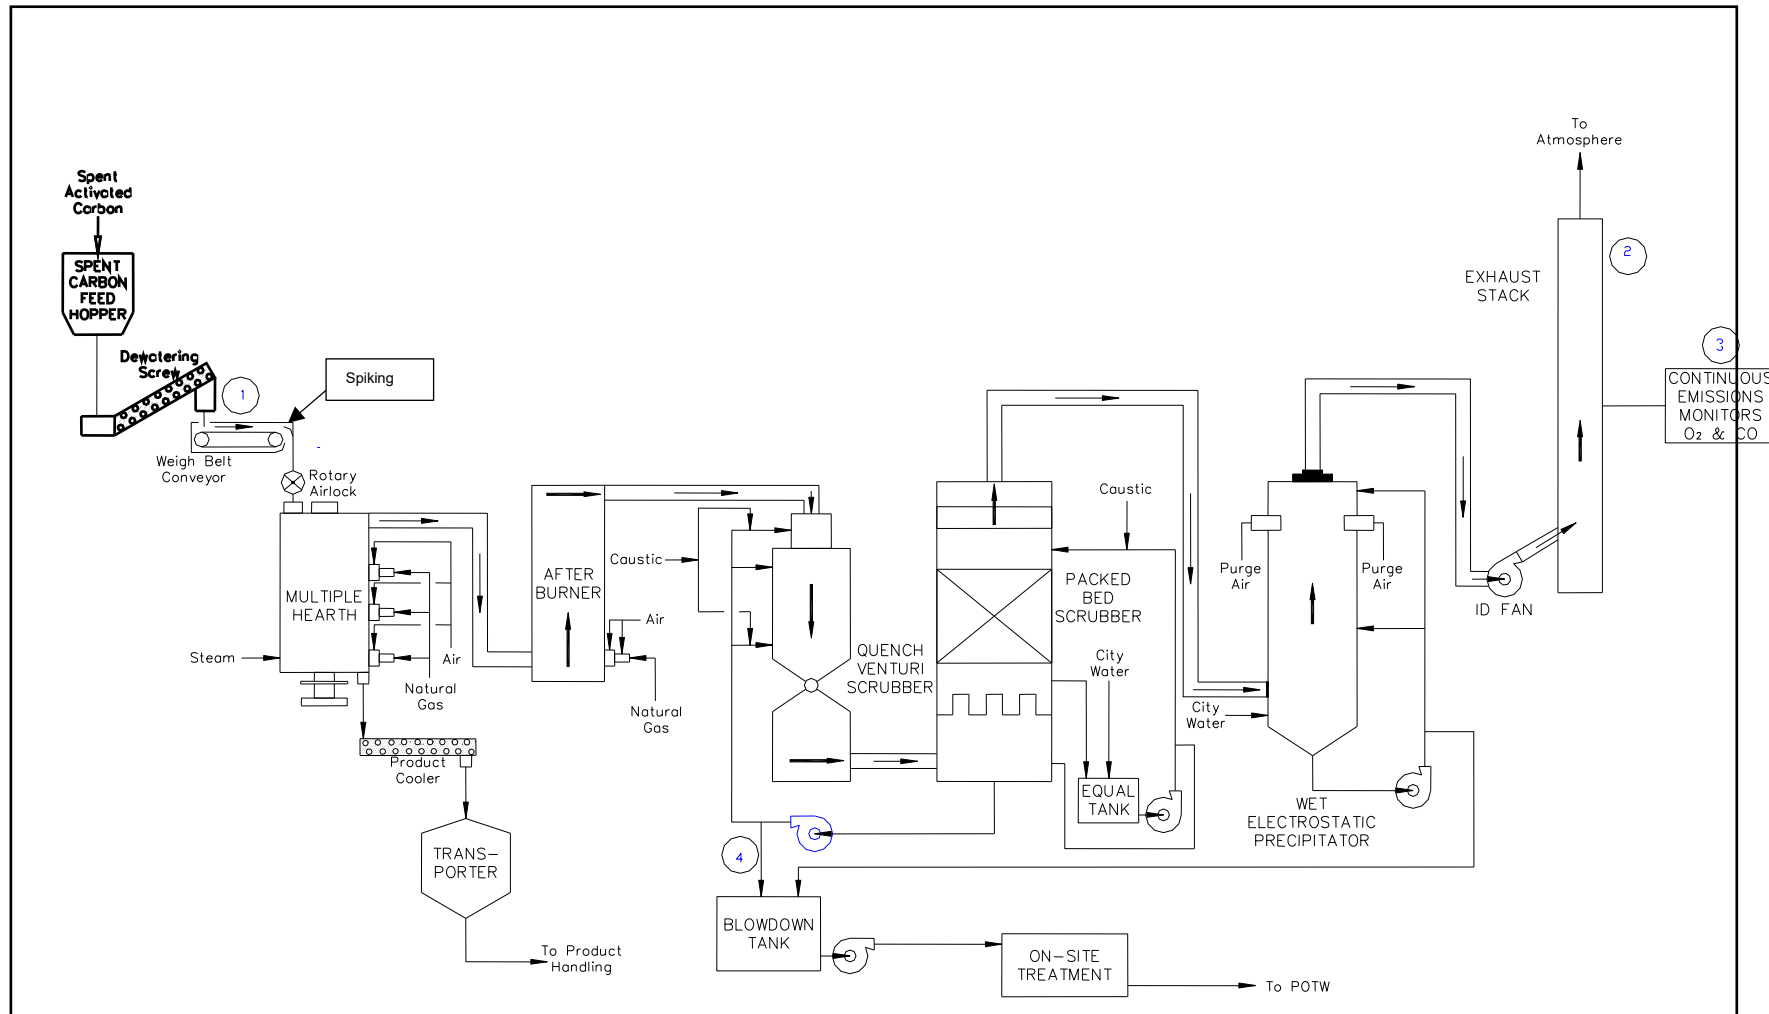 To
Atmosphere
Spent
Activated
Carbon
SPENT
CARBON
FEED
HOPPER
2
EXHAUST
STACK
3
CONTINUOUS
EMISSIONS
MONITORS
O2 & CO
Dewatering
Screw
1
Spiking
Weigh Belt
Conveyor
Rotary
Airlock
Caustic
Purge
Air
Purge
Air
ID FAN
MULTIPLE
HEARTH
AFTER
BURNER
Caustic
PACKED
BED
SCRUBBER
Steam
Air
Air
Natural
Gas
Natural
Gas
QUENCH
VENTURI
SCRUBBER
City
Water
City
Water
Product
Cooler
EQUAL
TANK
WET
ELECTROSTATIC
PRECIPITATOR
TRANS-
PORTER
4
BLOWDOWN
TANK
ON-SITE
TREATMENT
To Product
Handling
To POTW